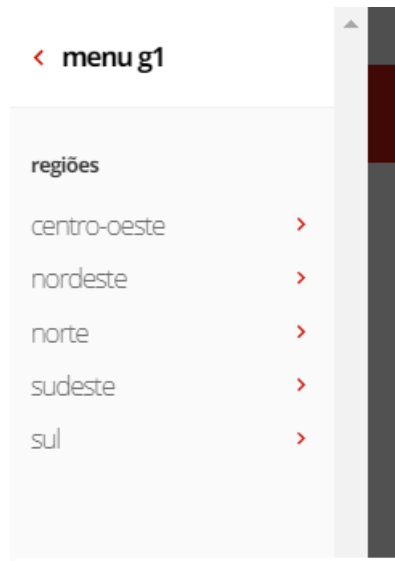 menu g1
regiões
centro-oeste
nordeste
norte
sudeste
sul